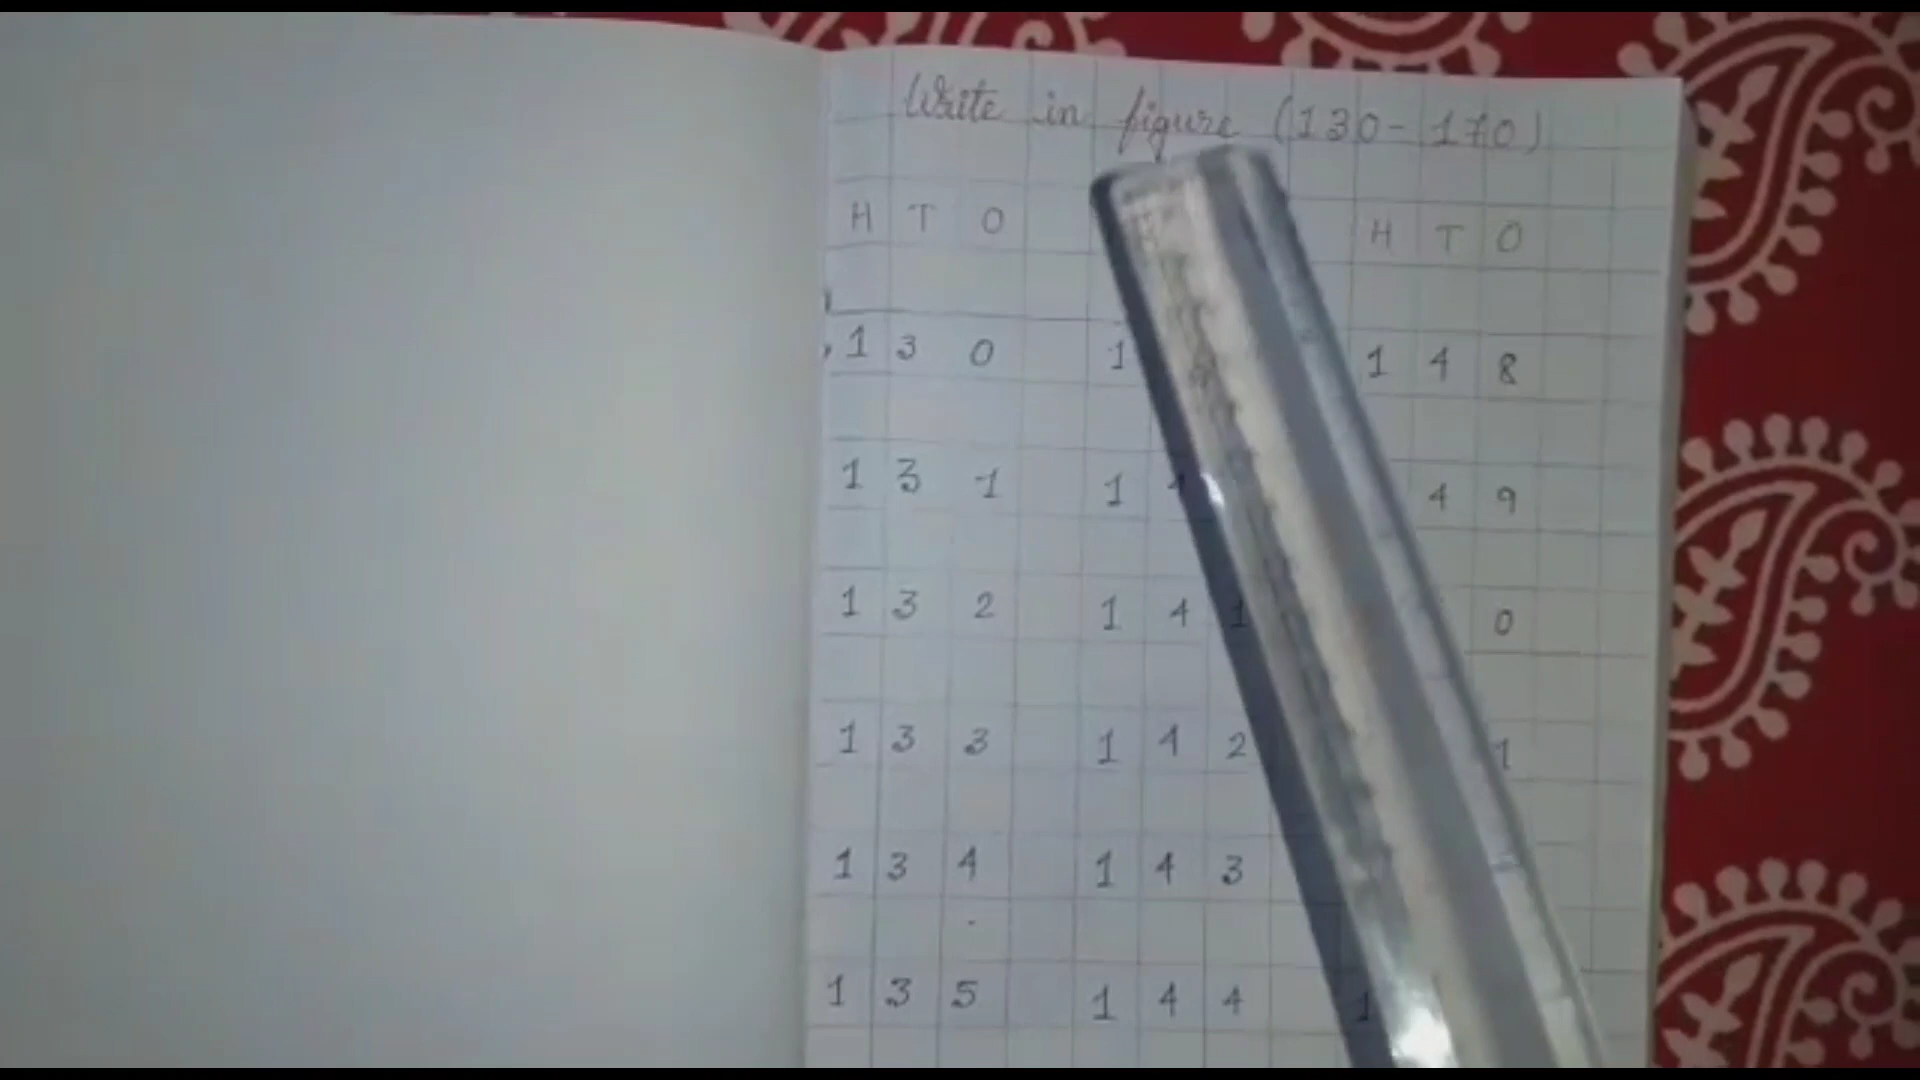 Write in figure (130-170)
H T O H T O
1 3 0 1 1 4 8
1 3 1 1 4 9
1 3 2 1 4 1 0
1 3 3 1 4 2 1
1 3 4 1 4 3
1 3 5 1 4 4 1